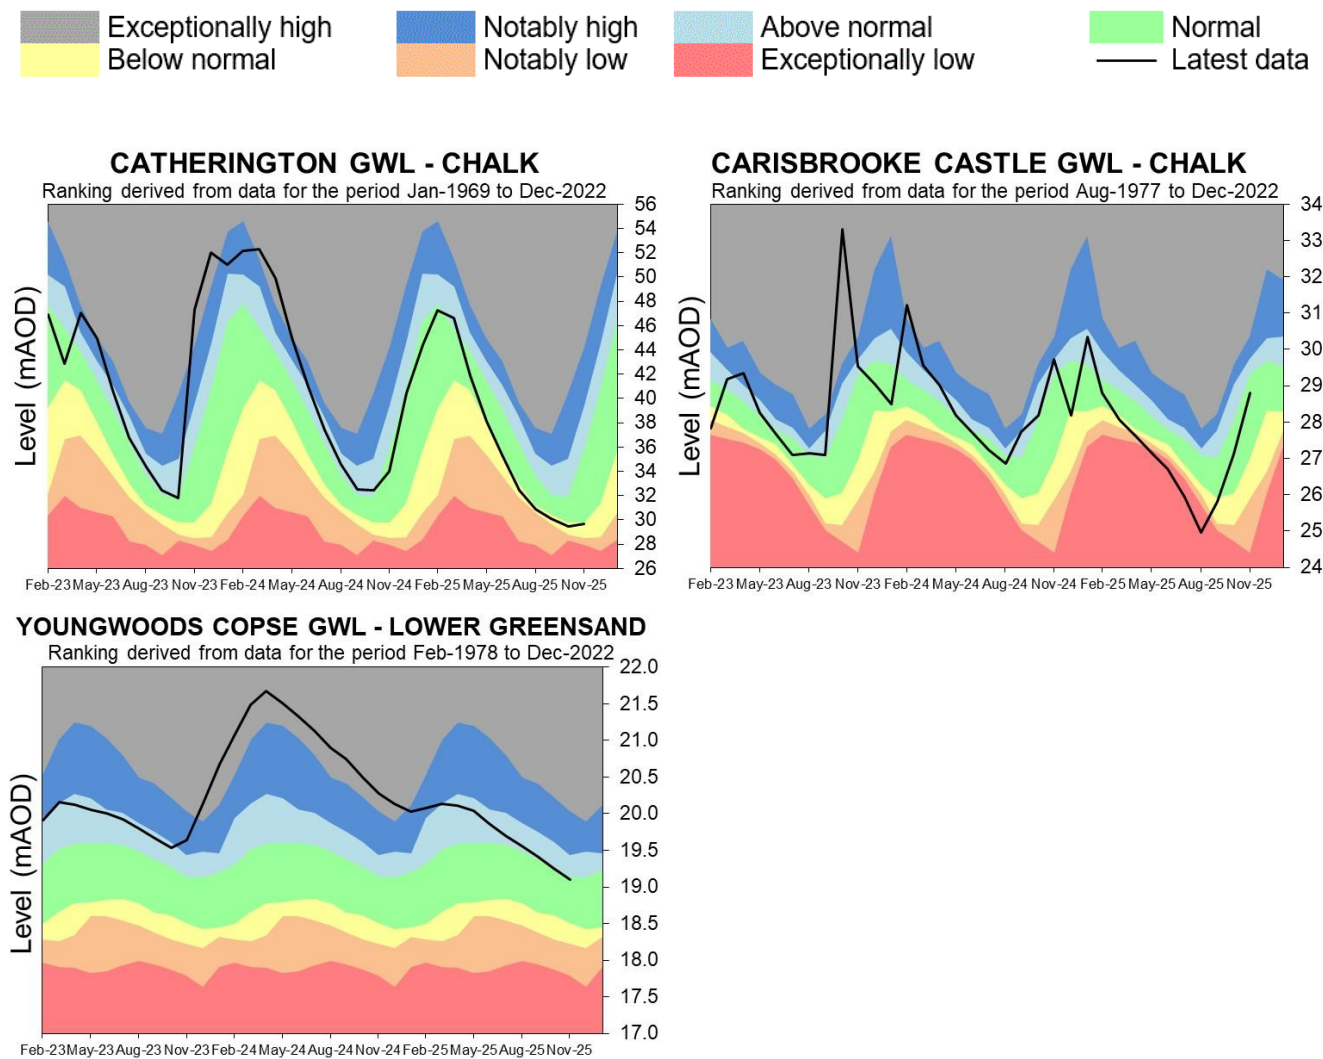 Exceptionally high Notably high Above normal Normal
Below normal Notably low Exceptionally low Latest data
CATHERINGTON GWL - CHALK
Ranking derived from data for the period Jan-1969 to Dec-2022
Level (mAOD)
56
54
52
50
48
46
44
42
40
38
36
34
32
30
28
26
Feb-23 May-23 Aug-23 Nov-23 Feb-24 May-24 Aug-24 Nov-24 Feb-25 May-25 Aug-25 Nov-25
CARISBROOKE CASTLE GWL - CHALK
Ranking derived from data for the period Aug-1977 to Dec-2022
Level (mAOD)
34
33
32
31
30
29
28
27
26
25
24
Feb-23 May-23 Aug-23 Nov-23 Feb-24 May-24 Aug-24 Nov-24 Feb-25 May-25 Aug-25 Nov-25
YOUNGWOODS COPSE GWL - LOWER GREENSAND
Ranking derived from data for the period Feb-1978 to Dec-2022
Level (mAOD)
22.0
21.5
21.0
20.5
20.0
19.5
19.0
18.5
18.0
17.5
17.0
Feb-23 May-23 Aug-23 Nov-23 Feb-24 May-24 Aug-24 Nov-24 Feb-25 May-25 Aug-25 Nov-25